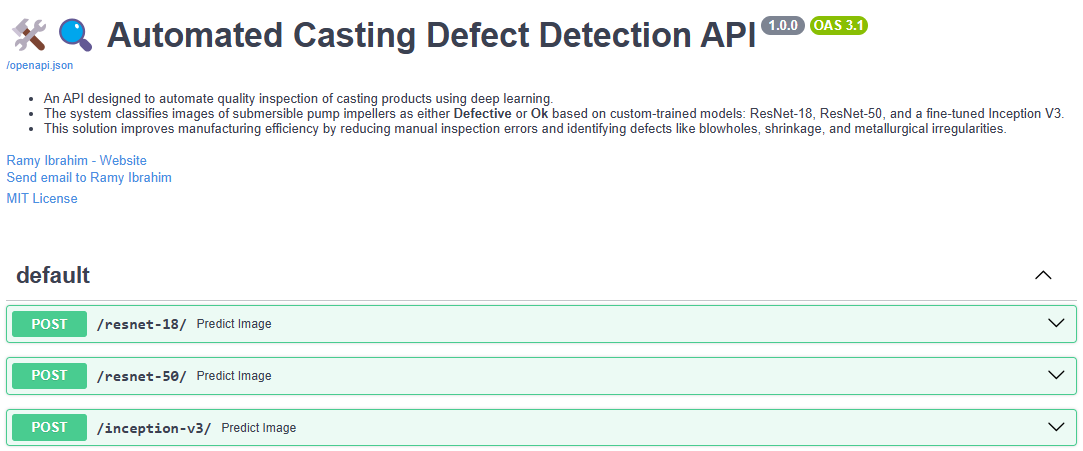 Automated Casting Defect Detection API 1.0.0 OAS 3.1
/openapi.json
An API designed to automate quality inspection of casting products using deep learning.
The system classifies images of submersible pump impellers as either Defective or Ok based on custom-trained models: ResNet-18, ResNet-50, and a fine-tuned Inception V3.
This solution improves manufacturing efficiency by reducing manual inspection errors and identifying defects like blowholes, shrinkage, and metallurgical irregularities.
Ramy Ibrahim - Website
Send email to Ramy Ibrahim
MIT License
default
POST /resnet-18/ Predict Image
POST /resnet-50/ Predict Image
POST /inception-v3/ Predict Image